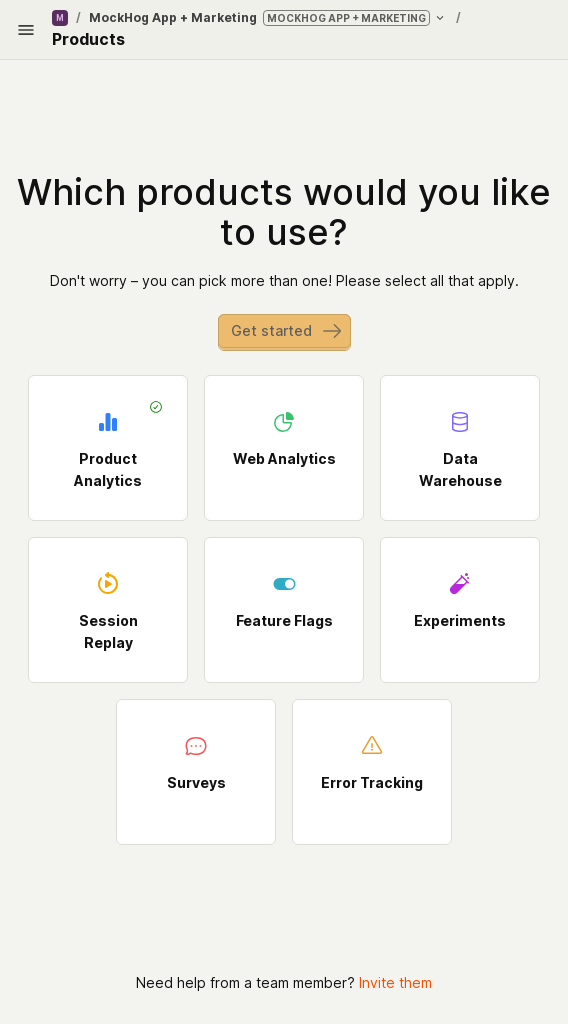 M / MockHog App + Marketing MOCKHOG APP + MARKETING /
Products
Which products would you like
to use?
Don't worry – you can pick more than one! Please select all that apply.
Get started
Product
Analytics
Web Analytics
Data
Warehouse
Session
Replay
Feature Flags
Experiments
Surveys
Error Tracking
Need help from a team member? Invite them